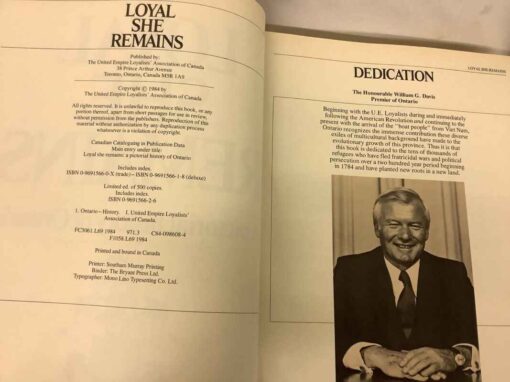 LOYAL
SHE
REMAINS
Published by:
The United Empire Loyalists' Association of Canada
38 Prince Arthur Avenue
Toronto, Ontario, Canada M5R 1A9
Copyright © 1984 by
The United Empire Loyalists' Association of Canada.
All rights reserved. It is unlawful to reproduce this book, or any
portion thereof, apart from short passages for use in review,
without permission from the publishers. Reproduction of this
material without authorization by any duplication process
whatsoever is a violation of copyright.
Canadian Cataloguing in Publication Data
Main entry under title:
Loyal she remains: a pictorial history of Ontario
Includes index.
ISBN 0-9691566-0-X (trade)– ISBN 0-9691566-1-8 (deluxe)
Limited ed. of 500 copies.
Includes index.
ISBN 0-9691566-2-6
1. Ontario–History. I. United Empire Loyalists'
Association of Canada.
FC3061.L69 1984 971.3 C84-098608-4
F1058.L69 1984
Printed and bound in Canada
Printer: Southam Murray Printing
Binder: The Bryant Press Ltd.
Typographer: Mono Lino Typesetting Co. Ltd.
LOYAL SHE REMAINS
DEDICATION
The Honourable William G. Davis
Premier of Ontario
Beginning with the U.E. Loyalists during and immediately
following the American Revolution and continuing to the
present with the arrival of the "boat people" from Viet Nam,
Ontario recognizes the immense contribution these diverse
exiles of multicultural background have made to the
evolutionary growth of this province. Thus it is that
this book is dedicated to the tens of thousands of
refugees who have fled fratricidal wars and political
persecution over a two hundred year period beginning
in 1784 and have planted new roots in a new land.